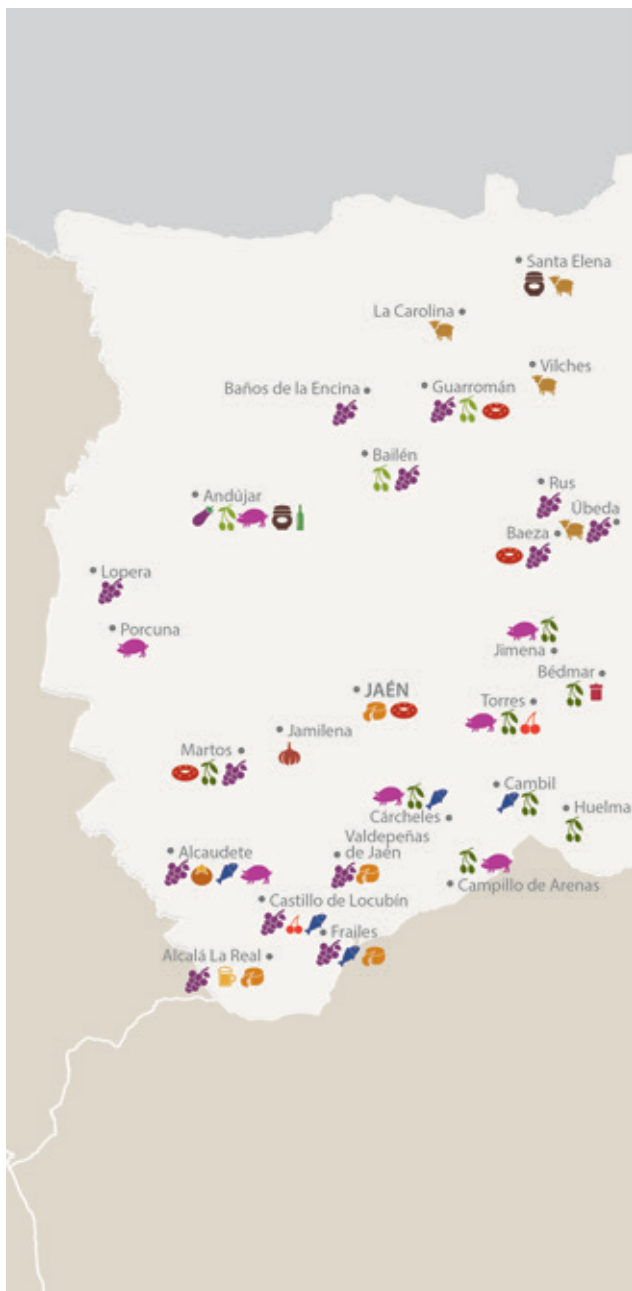 Santa Elena
La Carolina
Vilches
Baños de la Encina
Guarromán
Bailén
Andújar
Rus
Úbeda
Baeza
Lopera
Porcuna
Jimena
Bédmar
JAÉN
Torres
Jamilena
Martos
Cambil
Huelma
Cárcheles
Valdepeñas
de Jaén
Alcaudete
Campillo de Arenas
Castillo de Locubín
Frailes
Alcalá La Real